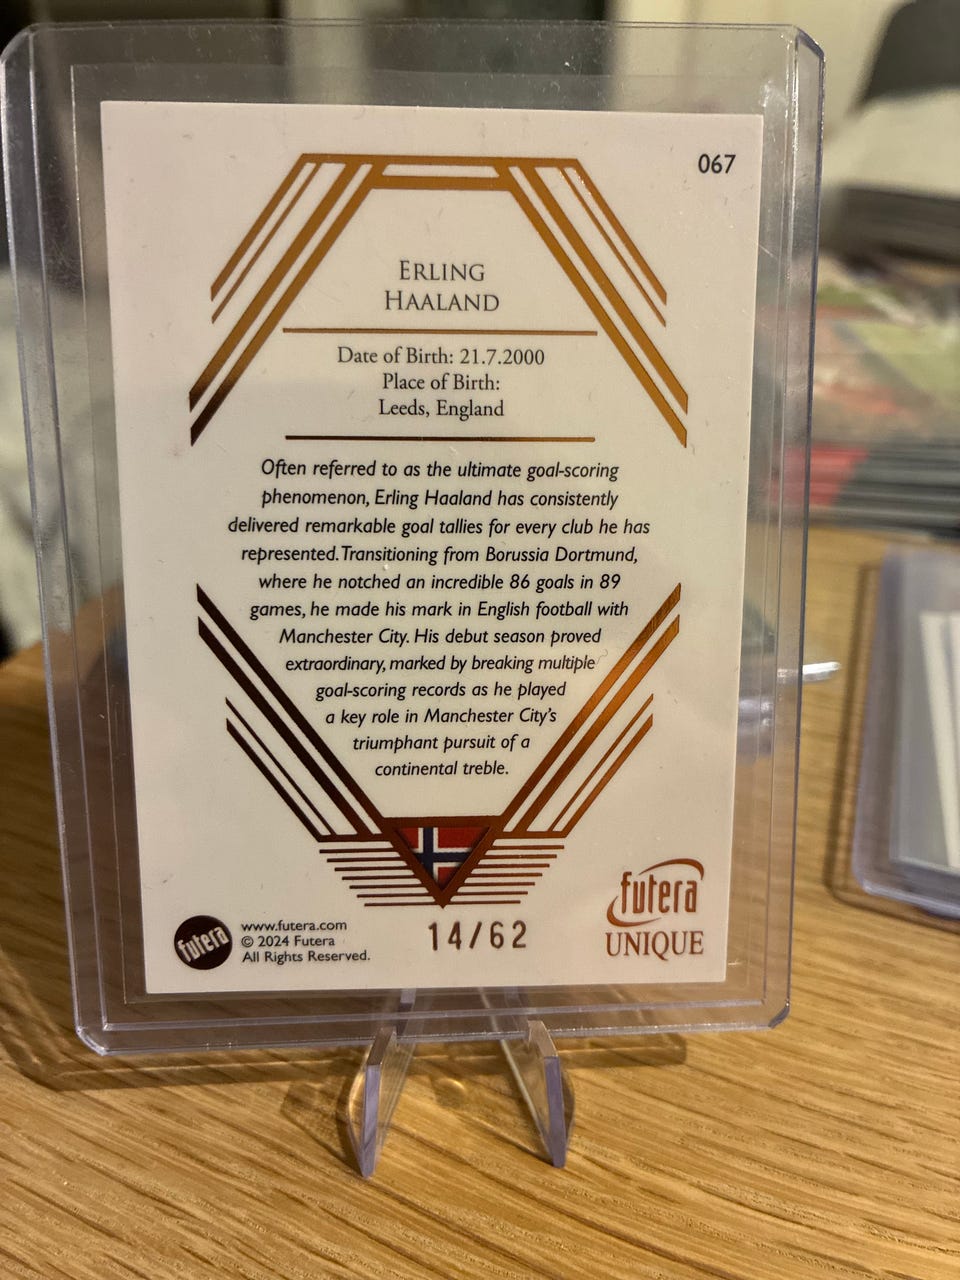 067
ERLING
HAALAND
Date of Birth: 21.7.2000
Place of Birth:
Leeds, England
Often referred to as the ultimate goal-scoring
phenomenon, Erling Haaland has consistently
delivered remarkable goal tallies for every club he has
represented. Transitioning from Borussia Dortmund,
where he notched an incredible 86 goals in 89
games, he made his mark in English football with
Manchester City. His debut season proved
extraordinary, marked by breaking multiple
goal-scoring records as he played
a key role in Manchester City's
triumphant pursuit of a
continental treble.
futera
www.futera.com
© 2024 Futera
All Rights Reserved.
14/62
futera
UNIQUE